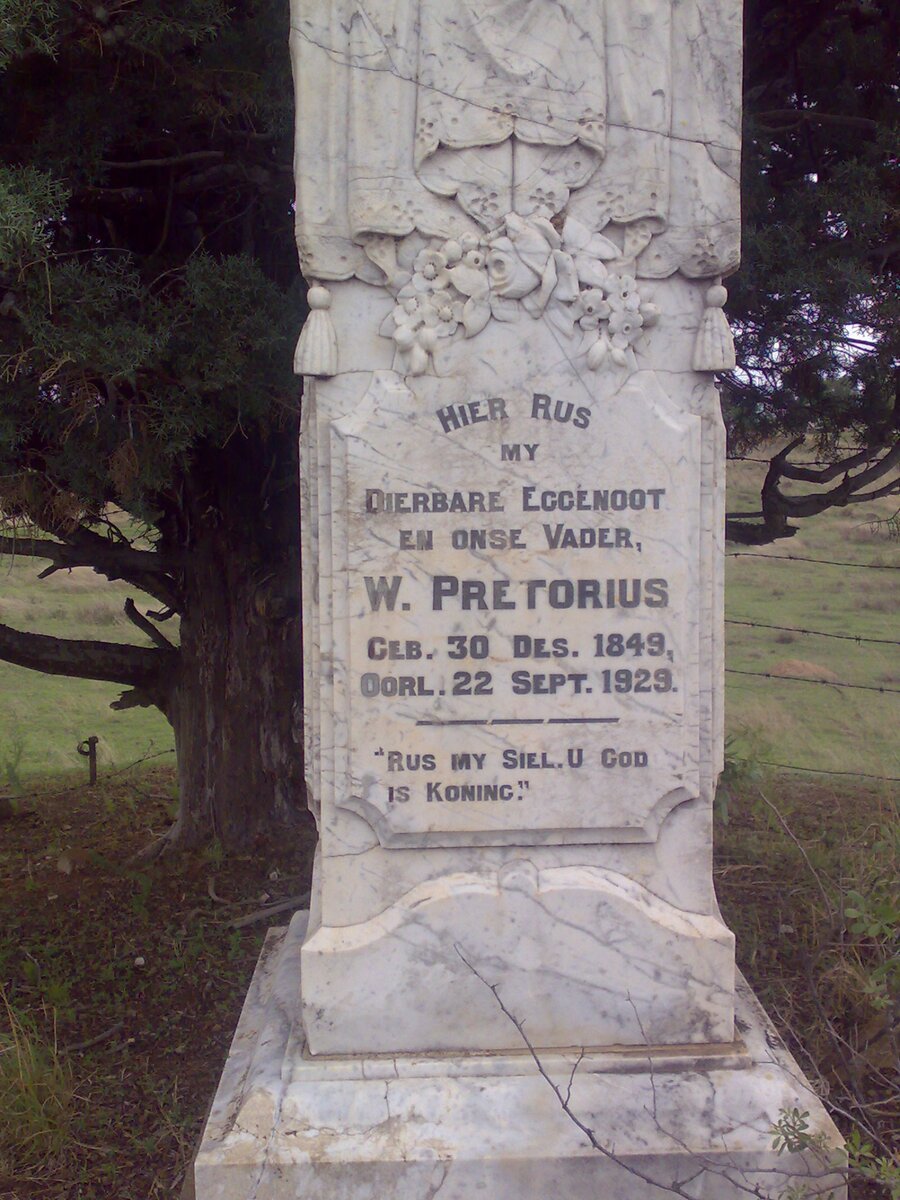 HIER RUS
MY
DIERBARE EGGENOOT
EN ONSE VADER,
W. PRETORIUS
GEB. 30 DES. 1849,
OORL. 22 SEPT. 1929.
"RUS MY SIEL. U GOD
IS KONING."